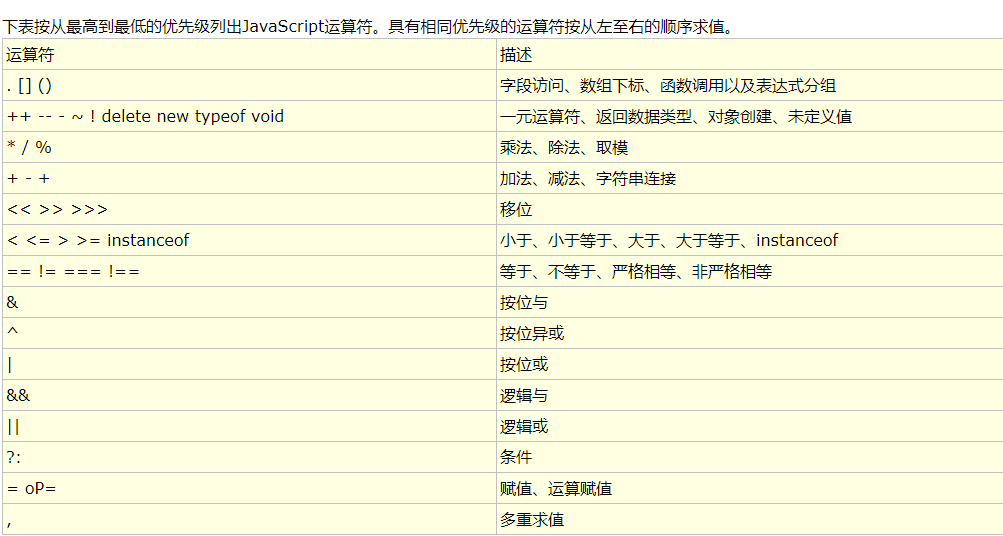 下表按从最高到最低的优先级列出JavaScript运算符。具有相同优先级的运算符按从左至右的顺序求值。
运算符 描述
. [] () 字段访问、数组下标、函数调用以及表达式分组
++ -- - ~ ! delete new typeof void 一元运算符、返回数据类型、对象创建、未定义值
* / % 乘法、除法、取模
+ - + 加法、减法、字符串连接
<< >> >>> 移位
< <= > >= instanceof 小于、小于等于、大于、大于等于、instanceof
== != === !== 等于、不等于、严格相等、非严格相等
& 按位与
^ 按位异或
| 按位或
&& 逻辑与
|| 逻辑或
?: 条件
= oP= 赋值、运算赋值
, 多重求值